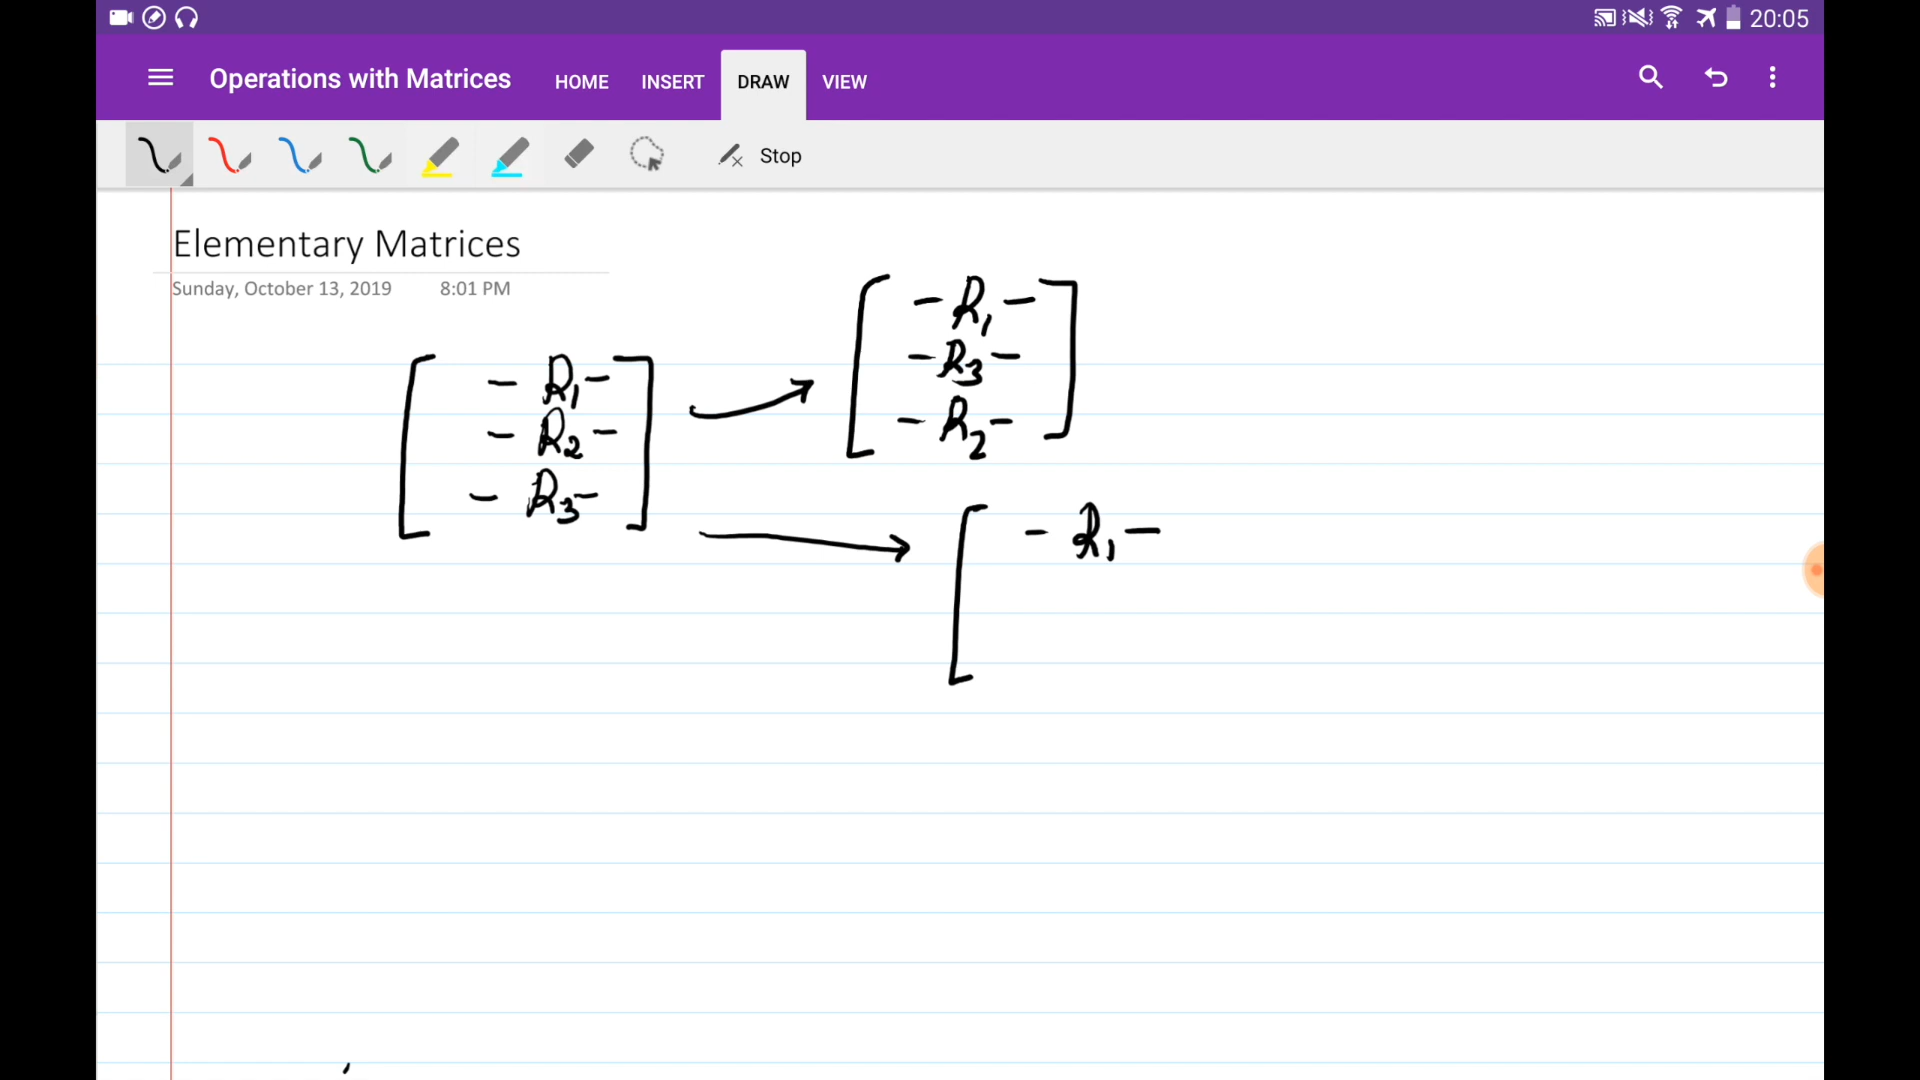 20:05
Operations with Matrices HOME INSERT DRAW VIEW
Stop
Elementary Matrices
Sunday, October 13, 2019 8:01 PM
[ - R₁ -
- R₂ -
- R₃ - ]
[ - R₁ -
- R₃ -
- R₂ - ]
[ - R₁ -